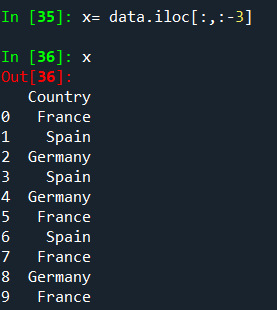 In [35]: x= data.iloc[:,:-3]
In [36]: x
Out[36]:
Country
0 France
1 Spain
2 Germany
3 Spain
4 Germany
5 France
6 Spain
7 France
8 Germany
9 France